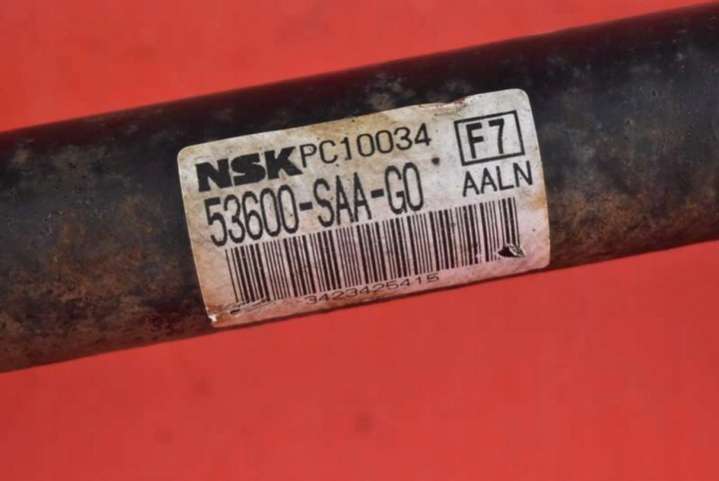 NSK PC10034 F7
53600-SAA-G0 AALN
3423425415